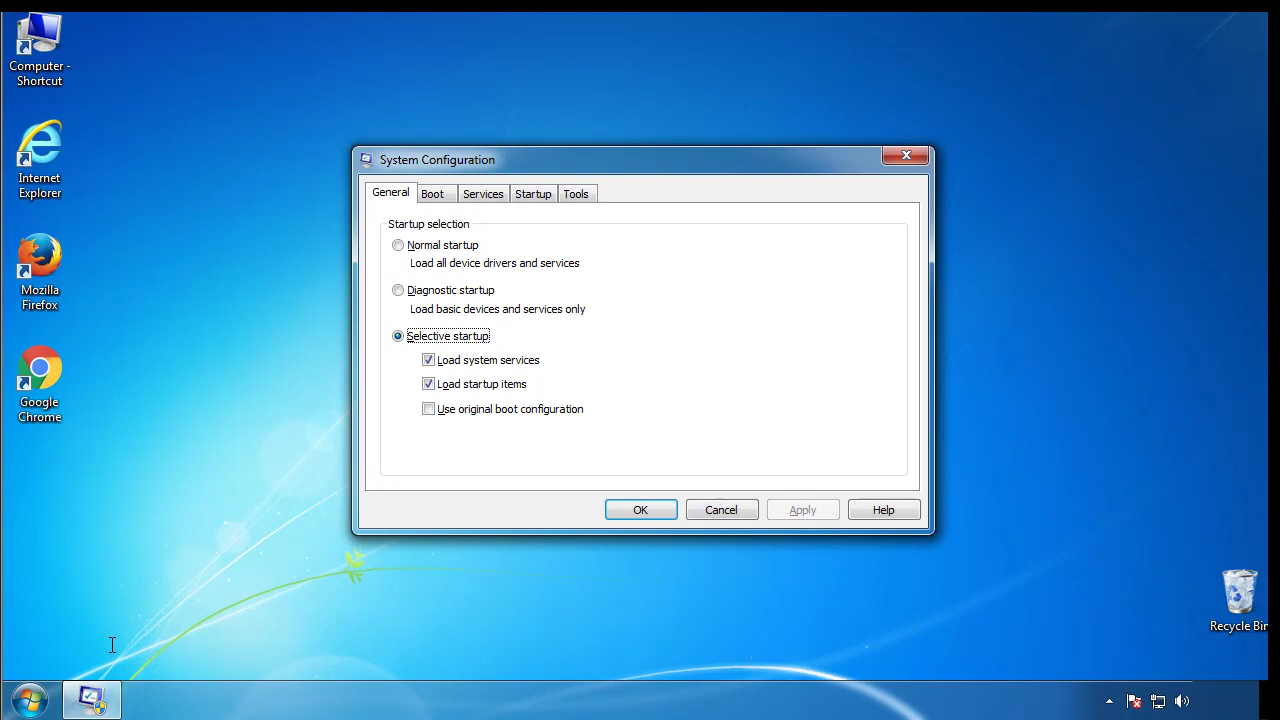 Computer -
Shortcut
Internet
Explorer
Mozilla
Firefox
Google
Chrome
System Configuration
General
Boot
Services
Startup
Tools
Startup selection
Normal startup
Load all device drivers and services
Diagnostic startup
Load basic devices and services only
Selective startup
Load system services
Load startup items
Use original boot configuration
OK
Cancel
Apply
Help
Recycle Bin